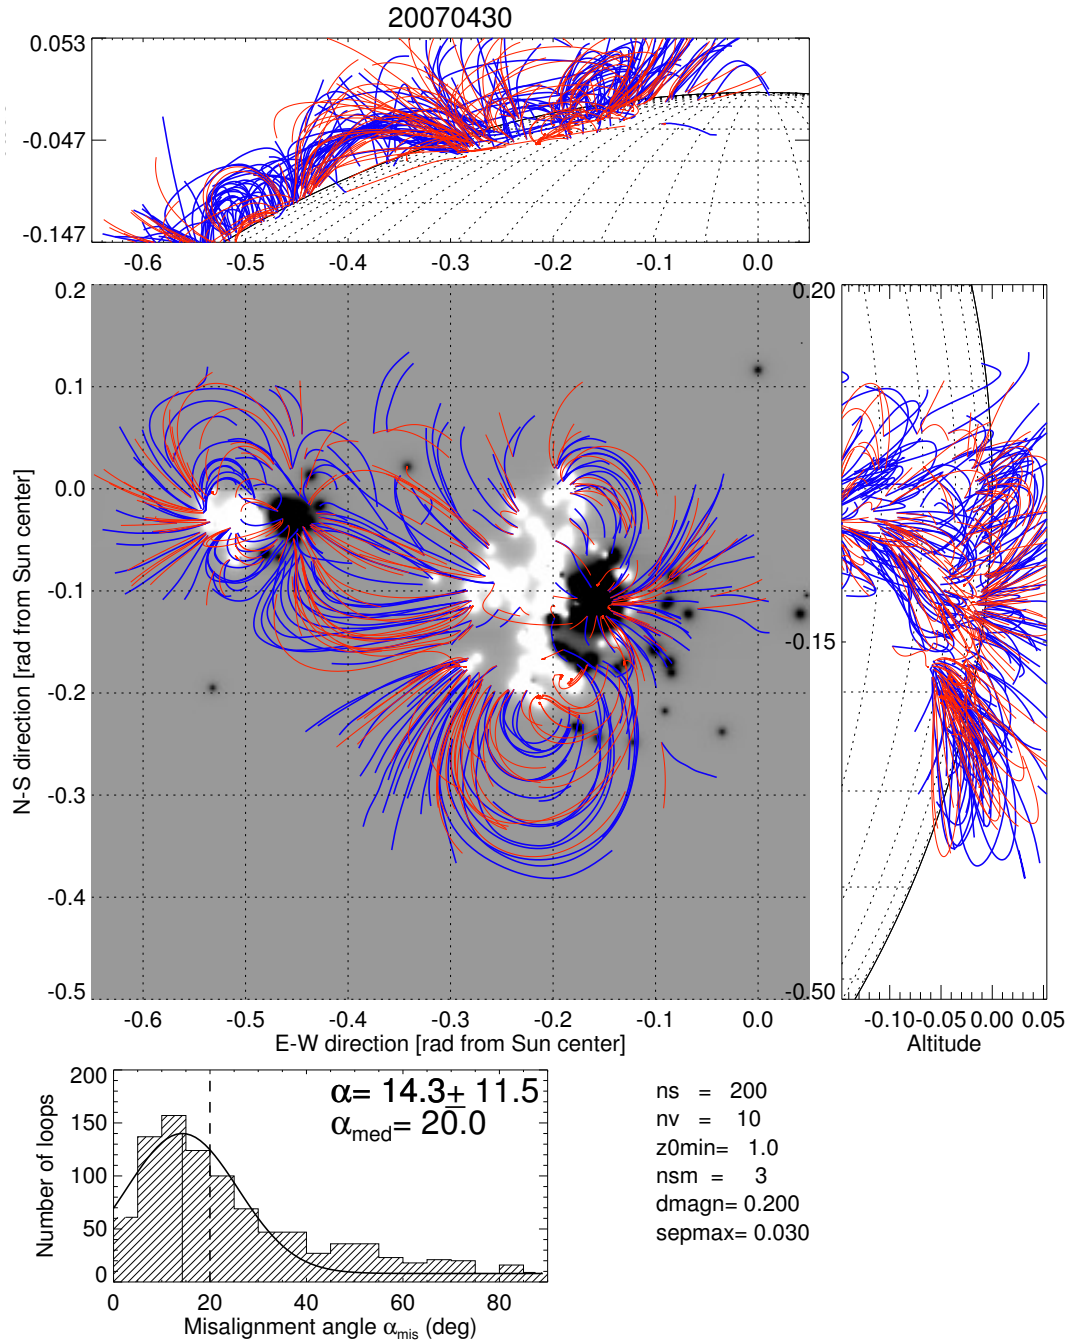 20070430
0.053
-0.047
-0.147
-0.6 -0.5 -0.4 -0.3 -0.2 -0.1 0.0
0.2
0.1
0.0
-0.1
-0.2
-0.3
-0.4
-0.5
N-S direction [rad from Sun center]
-0.6 -0.5 -0.4 -0.3 -0.2 -0.1 0.0
E-W direction [rad from Sun center]
0.20
-0.15
-0.50
-0.10 -0.05 0.00 0.05
Altitude
200
150
100
50
0
Number of loops
α= 14.3± 11.5
α_med= 20.0
0 20 40 60 80
Misalignment angle α_mis (deg)
ns = 200
nv = 10
z0min= 1.0
nsm = 3
dmagn= 0.200
sepmax= 0.030